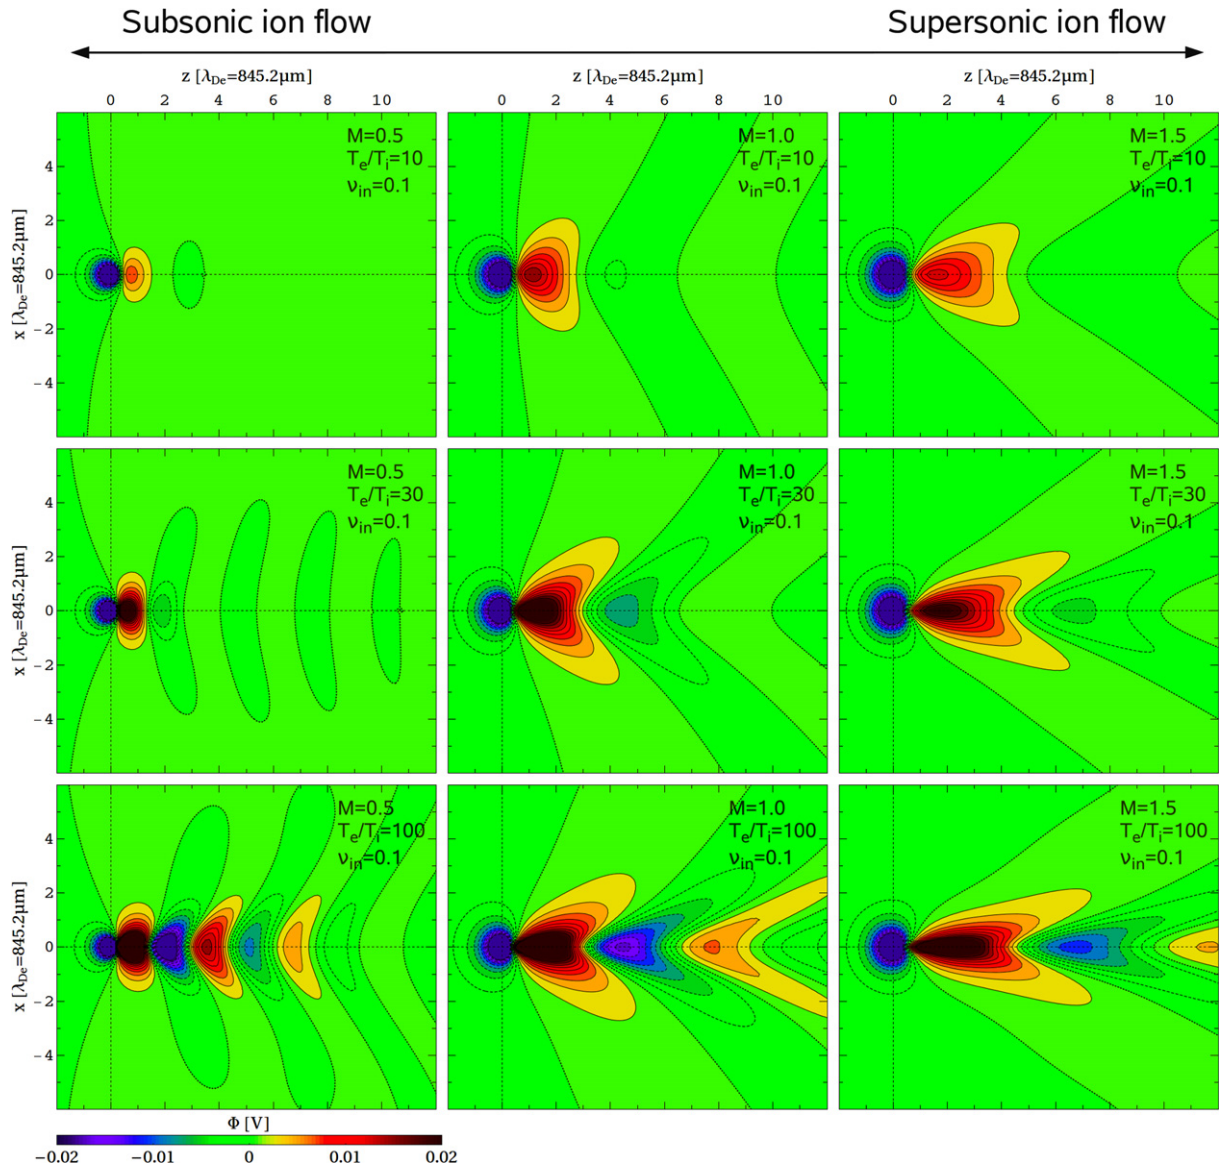 Subsonic ion flow Supersonic ion flow
z [λDe=845.2μm] z [λDe=845.2μm] z [λDe=845.2μm]
0 2 4 6 8 10 0 2 4 6 8 10 0 2 4 6 8 10
M=0.5 M=1.0 M=1.5
Te/Ti=10 Te/Ti=10 Te/Ti=10
νin=0.1 νin=0.1 νin=0.1
x [λDe=845.2μm]
4
2
0
−2
−4
M=0.5 M=1.0 M=1.5
Te/Ti=30 Te/Ti=30 Te/Ti=30
νin=0.1 νin=0.1 νin=0.1
x [λDe=845.2μm]
4
2
0
−2
−4
M=0.5 M=1.0 M=1.5
Te/Ti=100 Te/Ti=100 Te/Ti=100
νin=0.1 νin=0.1 νin=0.1
x [λDe=845.2μm]
4
2
0
−2
−4
Φ [V]
−0.02 −0.01 0 0.01 0.02